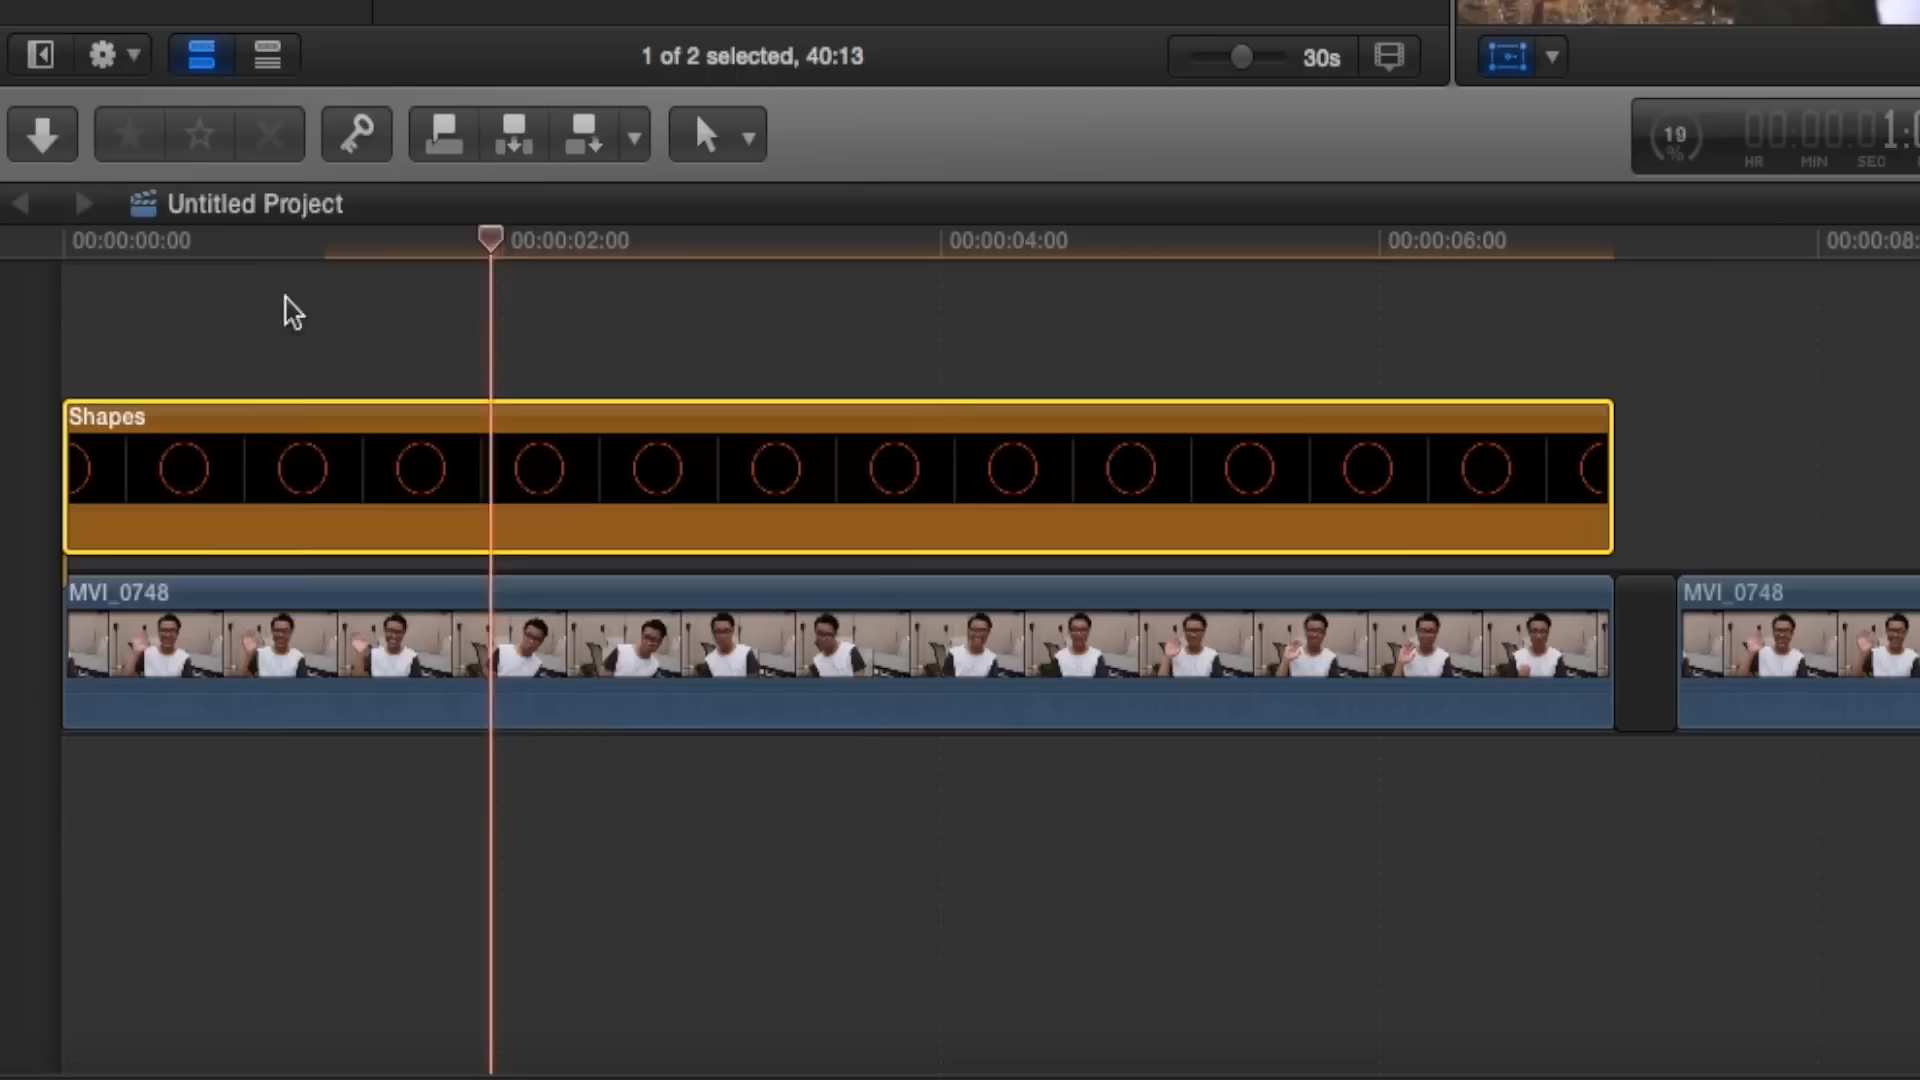 1 of 2 selected, 40:13
30s
19
%
00:00:01:
HR MIN SEC
Untitled Project
00:00:00:00
00:00:02:00
00:00:04:00
00:00:06:00
00:00:08:
Shapes
MVI_0748
MVI_0748